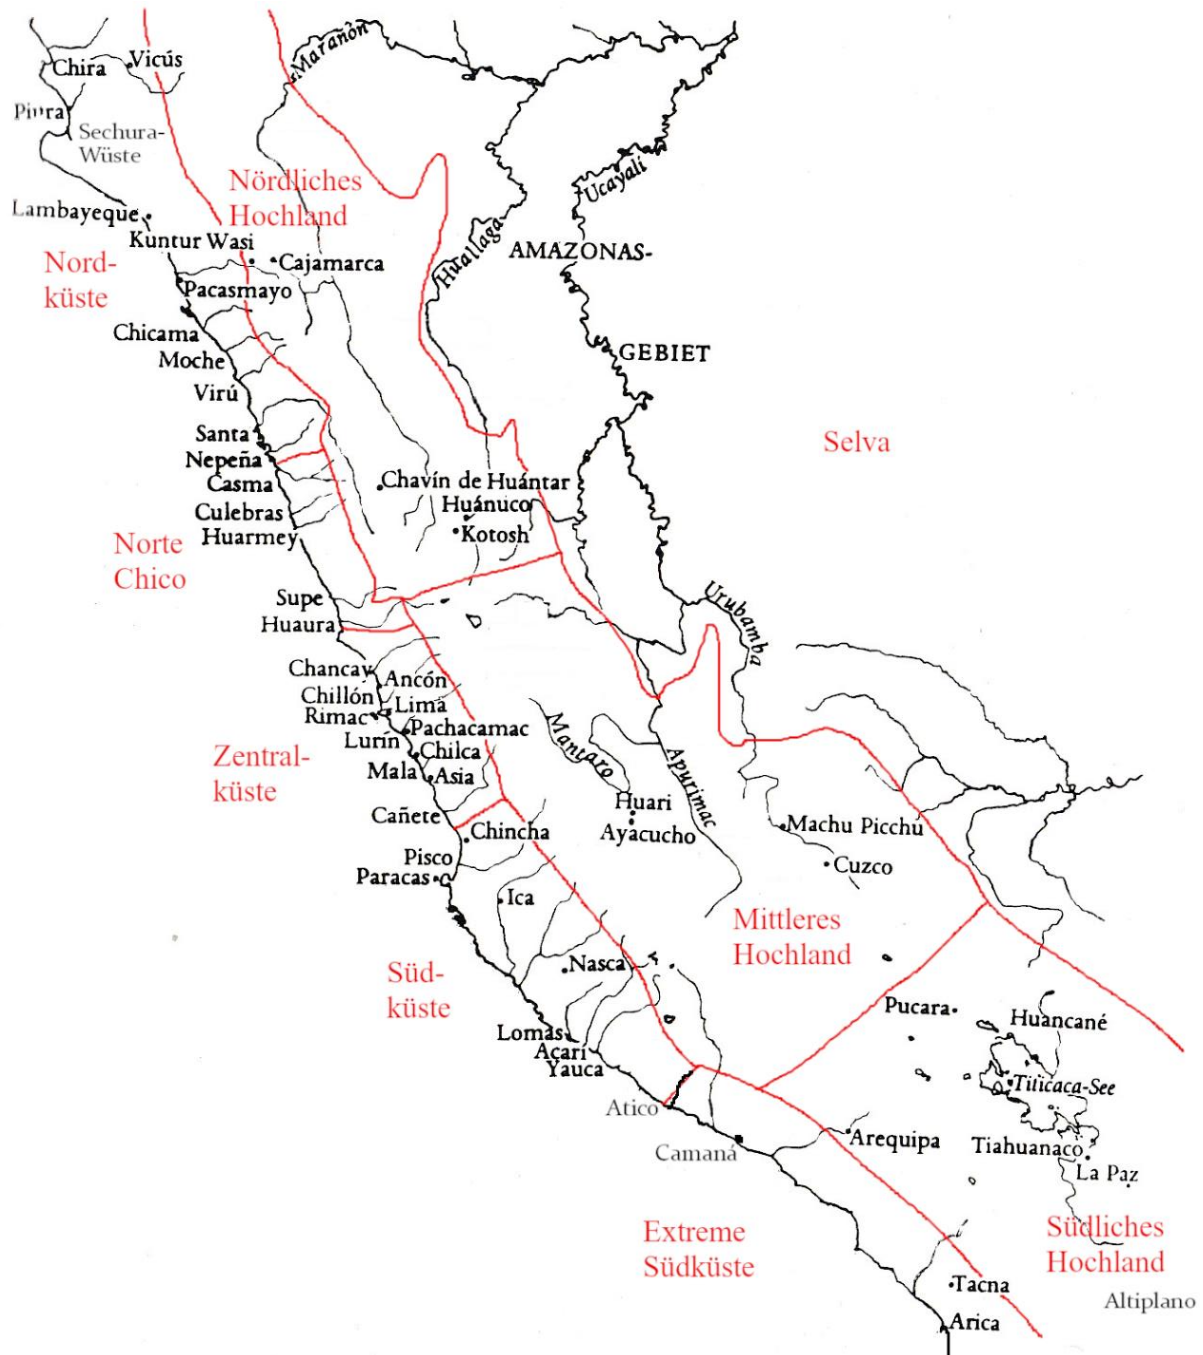 Marañón
Chira
Vicús
Piura
Sechura-
Wüste
Nördliches
Hochland
Ucayali
Lambayeque
Kuntur Wasi
Huallaga
AMAZONAS-
Nord-
küste
Cajamarca
Pacasmayo
Chicama
Moche
GEBIET
Virú
Santa
Selva
Nepeña
Casma
Chavín de Huántar
Huánuco
Culebras
Huarmey
Kotosh
Norte
Chico
Supe
Huaura
Urubamba
Chancay
Ancón
Chillón
Lima
Rimac
Pachacamac
Lurín
Chilca
Mala
Asia
Mantaro
Apurimac
Zentral-
küste
Cañete
Huari
Ayacucho
Chincha
Machu Picchu
Pisco
Paracas
Cuzco
Ica
Mittleres
Hochland
Süd-
küste
Nasca
Pucara
Huancané
Lomas
Acarí
Yauca
Titicaca-See
Atico
Camaná
Arequipa
Tiahuanaco
La Paz
Extreme
Südküste
Südliches
Hochland
Tacna
Altiplano
Arica